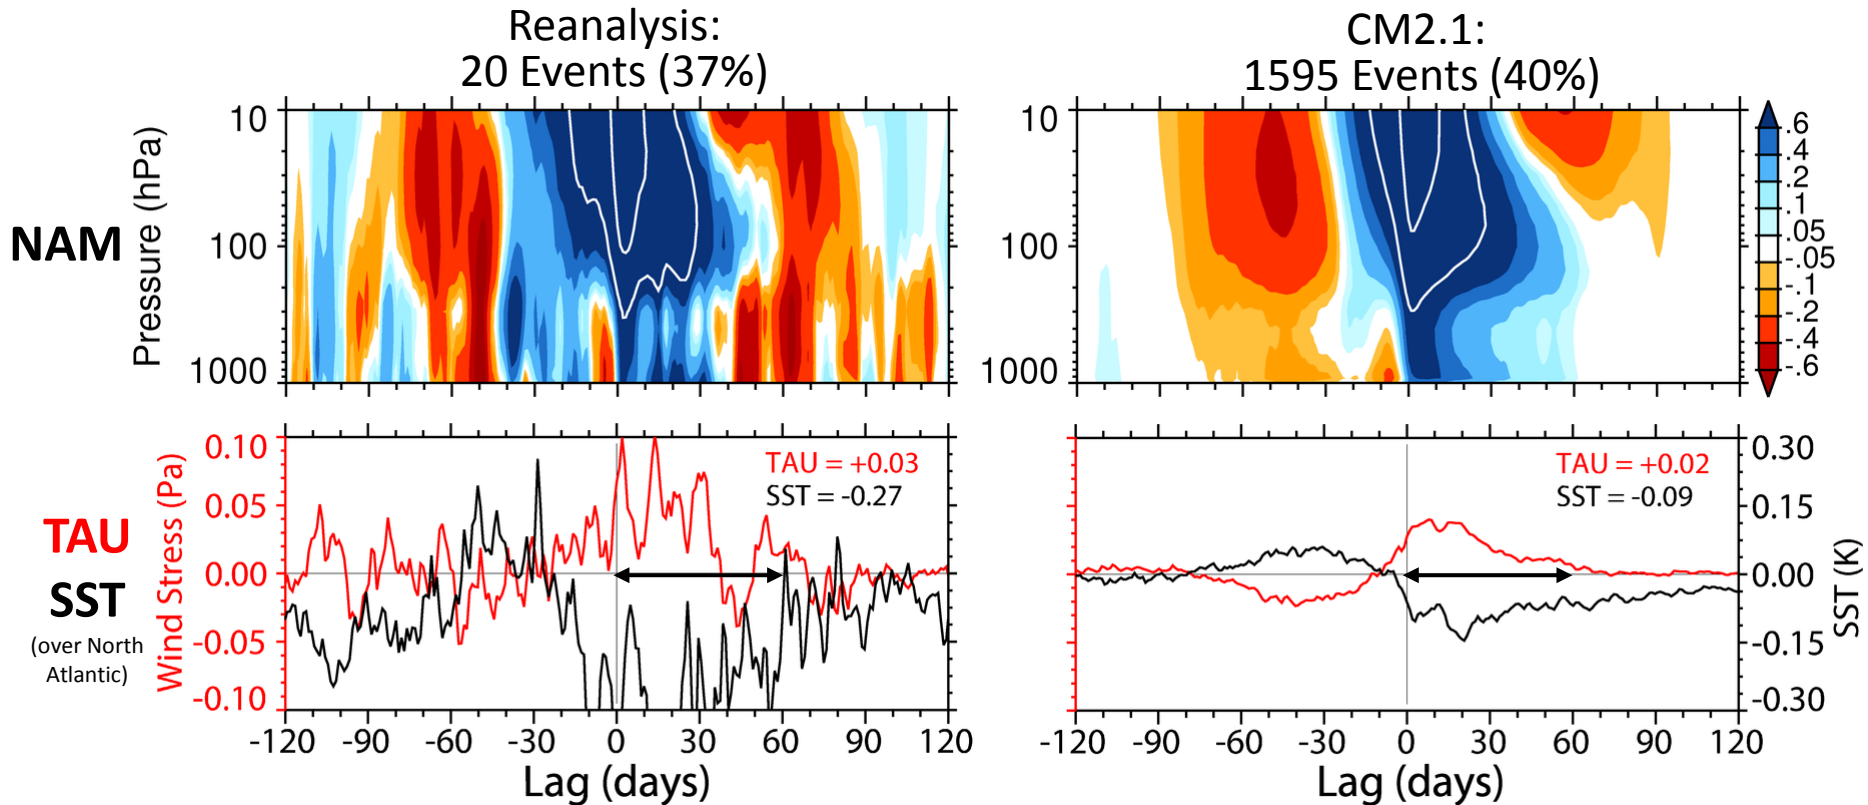 Reanalysis:
20 Events (37%)
CM2.1:
1595 Events (40%)
NAM
Pressure (hPa)
10
100
1000
10
100
1000
.6
.4
.2
.1
.05
-.05
-.1
-.2
-.4
-.6
TAU
SST
(over North
Atlantic)
Wind Stress (Pa)
0.10
0.05
0.00
-0.05
-0.10
TAU = +0.03
SST = -0.27
-120 -90 -60 -30 0 30 60 90 120
Lag (days)
TAU = +0.02
SST = -0.09
0.30
0.15
0.00
-0.15
-0.30
SST (K)
-120 -90 -60 -30 0 30 60 90 120
Lag (days)